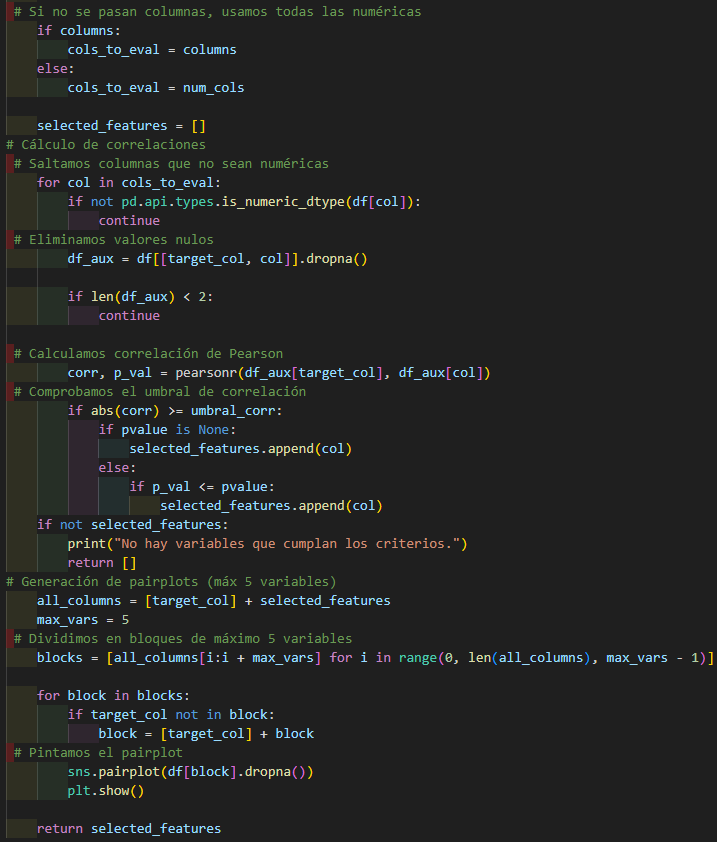 # Si no se pasan columnas, usamos todas las numéricas
if columns:
cols_to_eval = columns
else:
cols_to_eval = num_cols
selected_features = []
# Cálculo de correlaciones
# Saltamos columnas que no sean numéricas
for col in cols_to_eval:
if not pd.api.types.is_numeric_dtype(df[col]):
continue
# Eliminamos valores nulos
df_aux = df[[target_col, col]].dropna()
if len(df_aux) < 2:
continue
# Calculamos correlación de Pearson
corr, p_val = pearsonr(df_aux[target_col], df_aux[col])
# Comprobamos el umbral de correlación
if abs(corr) >= umbral_corr:
if pvalue is None:
selected_features.append(col)
else:
if p_val <= pvalue:
selected_features.append(col)
if not selected_features:
print("No hay variables que cumplan los criterios.")
return []
# Generación de pairplots (máx 5 variables)
all_columns = [target_col] + selected_features
max_vars = 5
# Dividimos en bloques de máximo 5 variables
blocks = [all_columns[i:i + max_vars] for i in range(0, len(all_columns), max_vars - 1)]
for block in blocks:
if target_col not in block:
block = [target_col] + block
# Pintamos el pairplot
sns.pairplot(df[block].dropna())
plt.show()
return selected_features